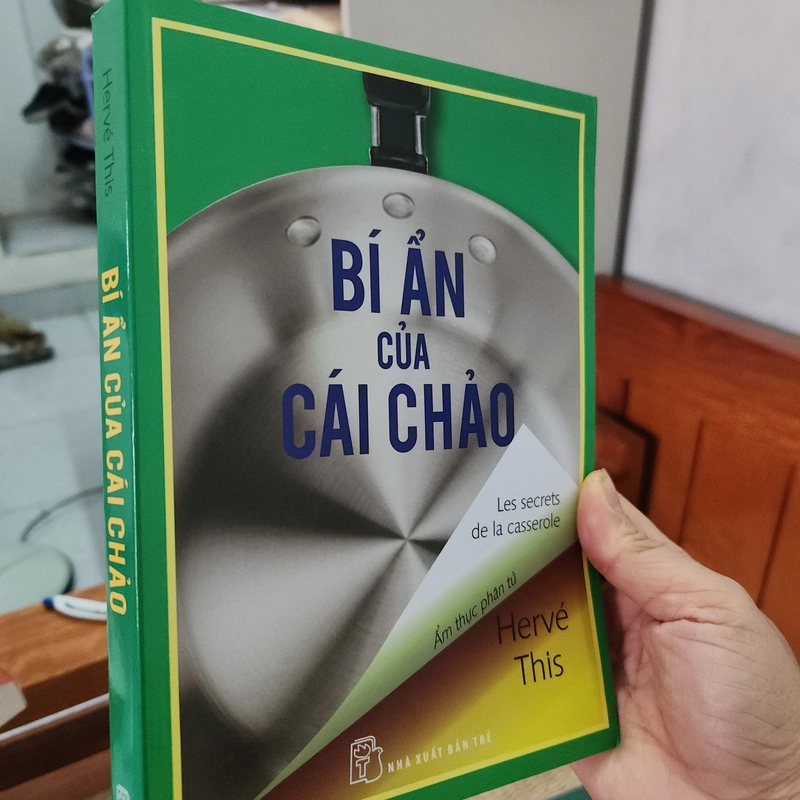 Hervé This
BÍ ẨN CỦA CÁI CHẢO
BÍ ẨN
CỦA
CÁI CHẢO
Les secrets
de la casserole
Ẩm thực phân tử
Hervé
This
NHÀ XUẤT BẢN TRẺ